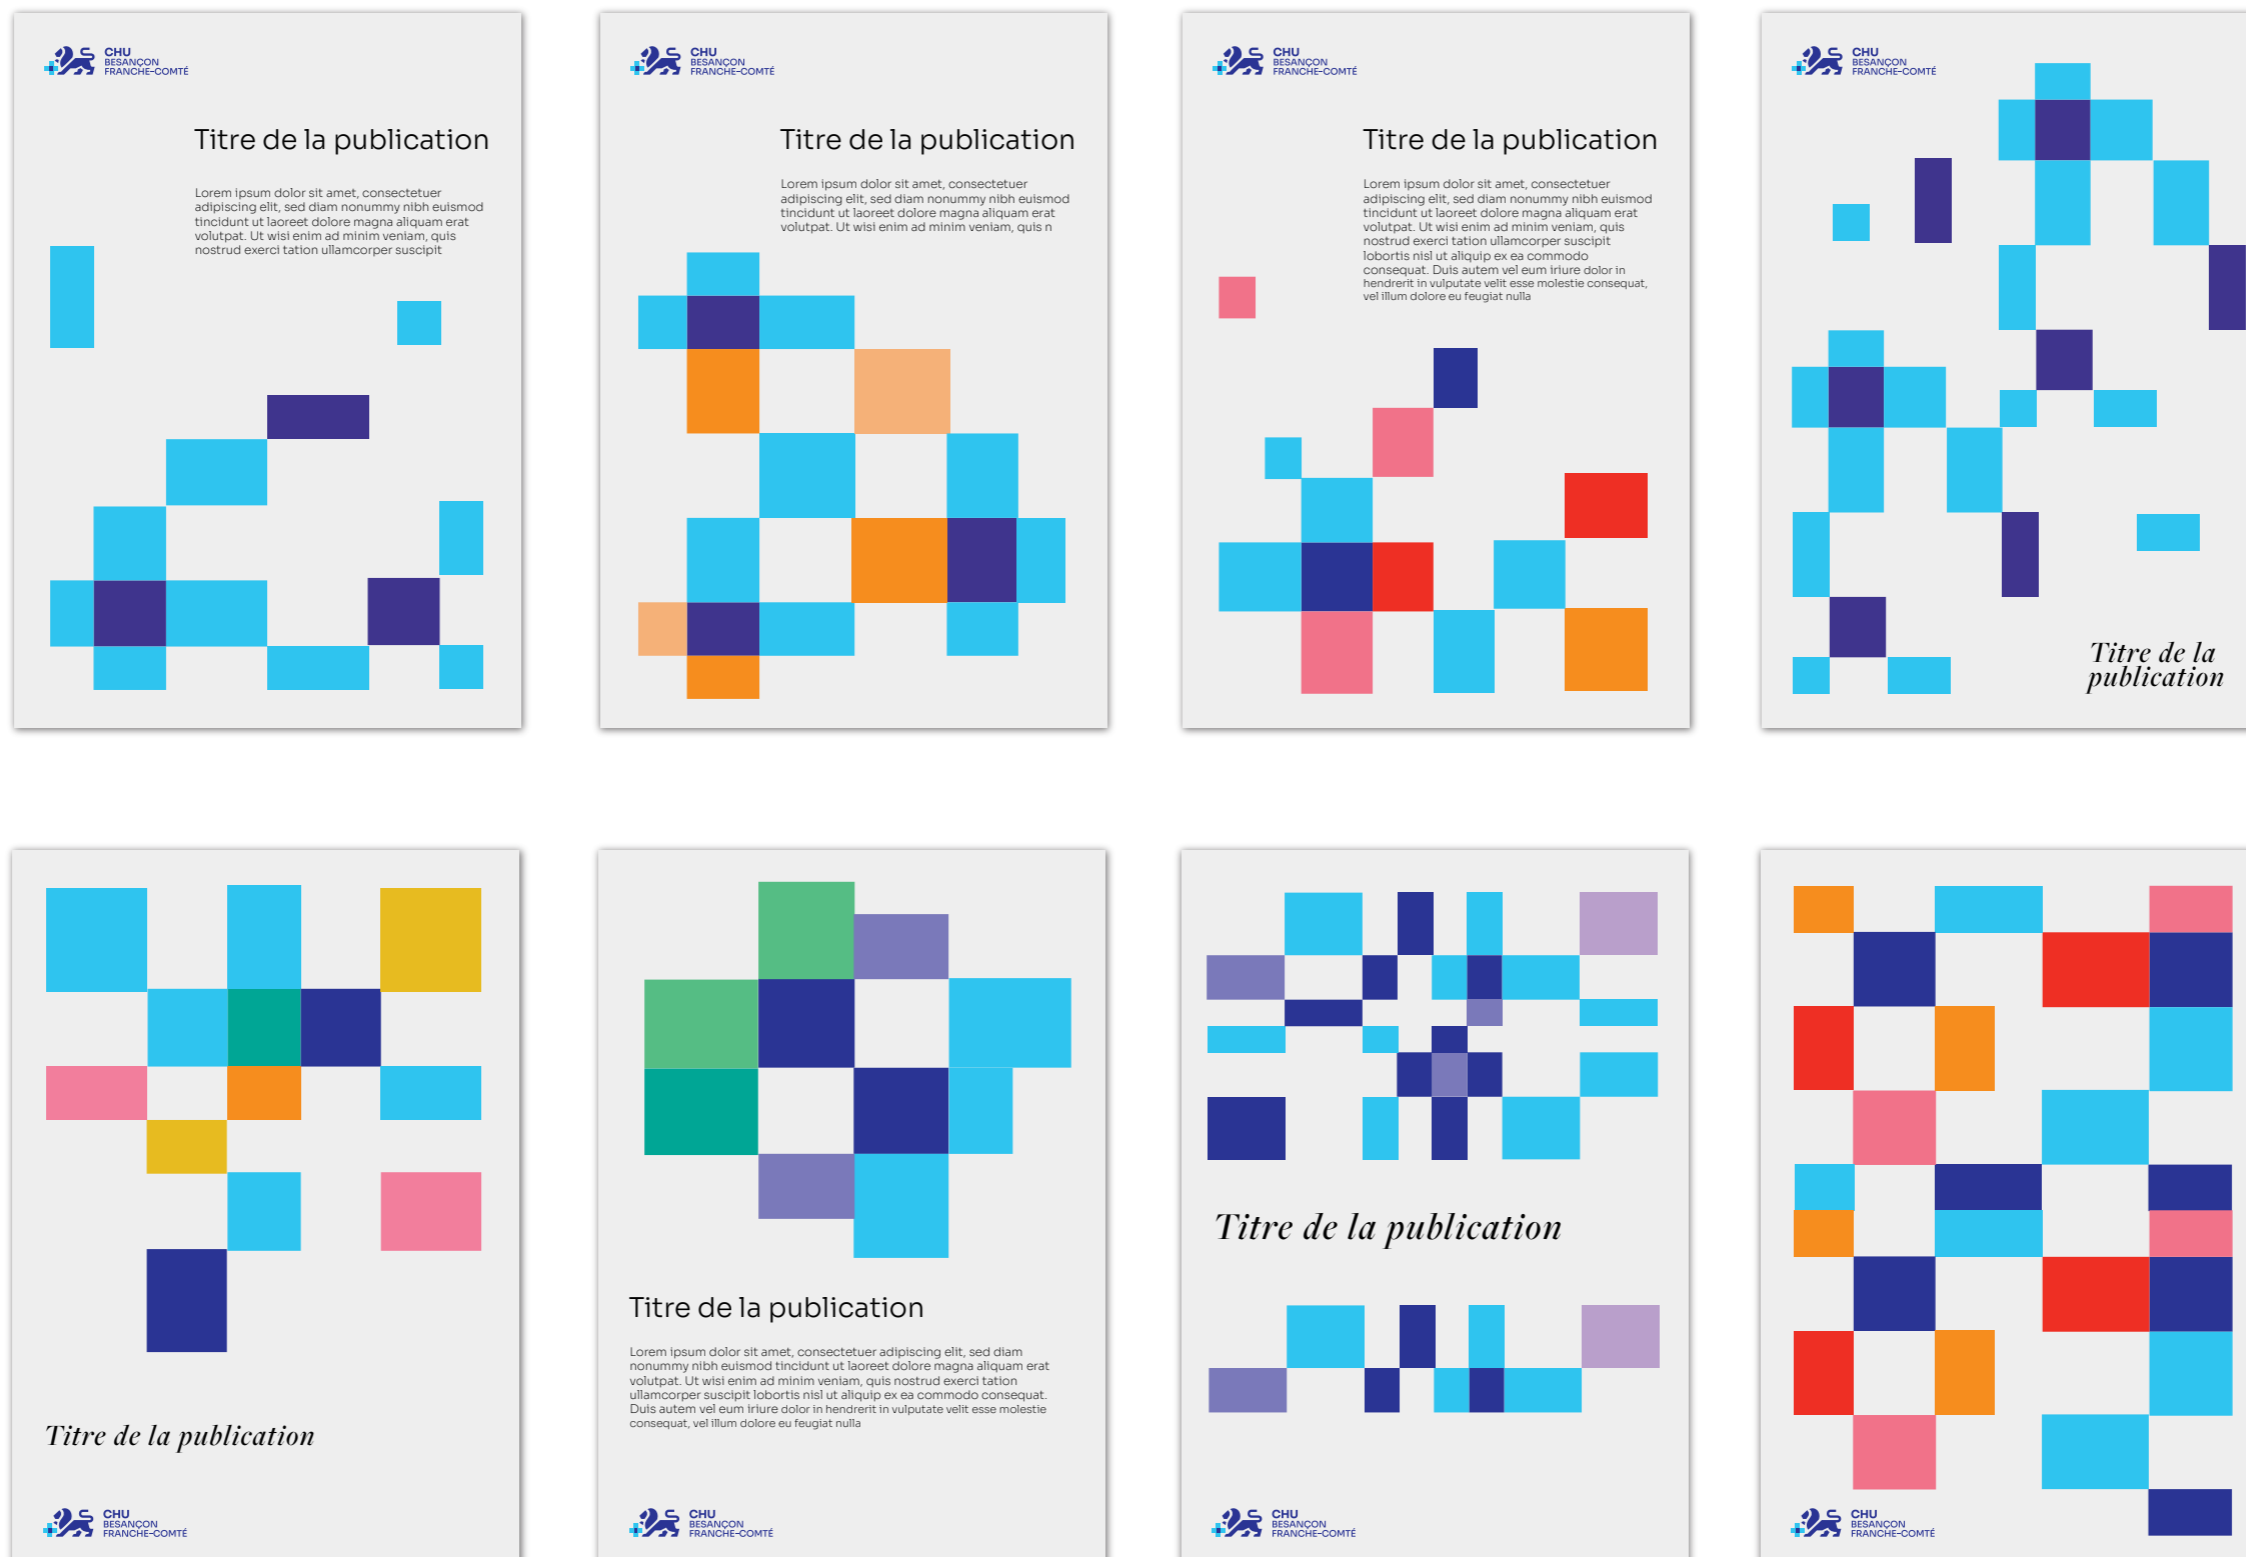 CHU
BESANÇON
FRANCHE-COMTÉ
Titre de la publication
Lorem ipsum dolor sit amet, consectetuer
adipiscing elit, sed diam nonummy nibh euismod
tincidunt ut laoreet dolore magna aliquam erat
volutpat. Ut wisi enim ad minim veniam, quis
nostrud exerci tation ullamcorper suscipit
CHU
BESANÇON
FRANCHE-COMTÉ
Titre de la publication
Lorem ipsum dolor sit amet, consectetuer
adipiscing elit, sed diam nonummy nibh euismod
tincidunt ut laoreet dolore magna aliquam erat
volutpat. Ut wisi enim ad minim veniam, quis n
CHU
BESANÇON
FRANCHE-COMTÉ
Titre de la publication
Lorem ipsum dolor sit amet, consectetuer
adipiscing elit, sed diam nonummy nibh euismod
tincidunt ut laoreet dolore magna aliquam erat
volutpat. Ut wisi enim ad minim veniam, quis
nostrud exerci tation ullamcorper suscipit
lobortis nisl ut aliquip ex ea commodo
consequat. Duis autem vel eum iriure dolor in
hendrerit in vulputate velit esse molestie consequat,
vel illum dolore eu feugiat nulla
CHU
BESANÇON
FRANCHE-COMTÉ
Titre de la
publication
Titre de la publication
CHU
BESANÇON
FRANCHE-COMTÉ
Titre de la publication
Lorem ipsum dolor sit amet, consectetuer adipiscing elit, sed diam
nonummy nibh euismod tincidunt ut laoreet dolore magna aliquam erat
volutpat. Ut wisi enim ad minim veniam, quis nostrud exerci tation
ullamcorper suscipit lobortis nisl ut aliquip ex ea commodo consequat.
Duis autem vel eum iriure dolor in hendrerit in vulputate velit esse molestie
consequat, vel illum dolore eu feugiat nulla
CHU
BESANÇON
FRANCHE-COMTÉ
Titre de la publication
CHU
BESANÇON
FRANCHE-COMTÉ
CHU
BESANÇON
FRANCHE-COMTÉ